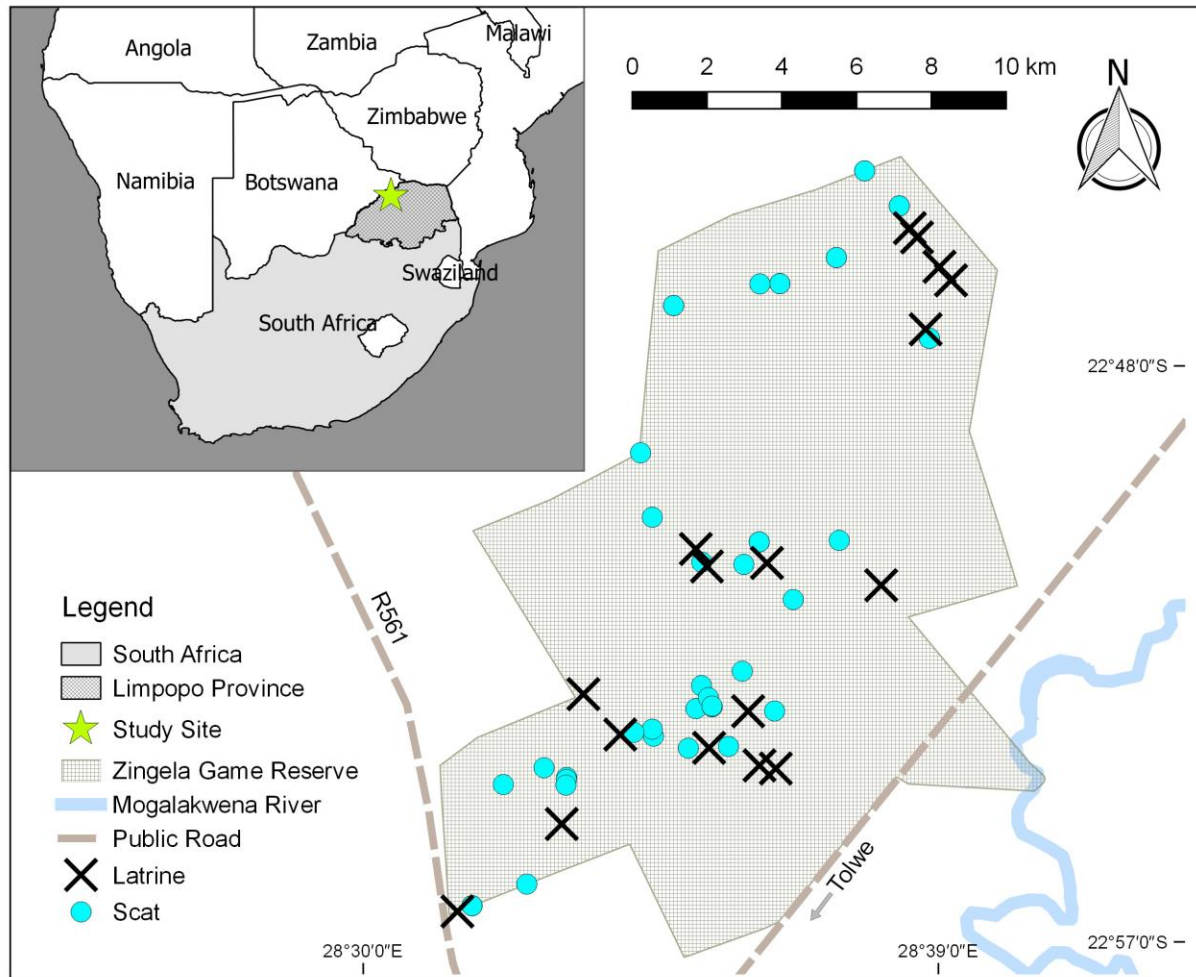 Angola
Zambia
Malawi
Zimbabwe
Namibia
Botswana
Swaziland
South Africa
0 2 4 6 8 10 km
N
22°48′0″S
R561
Legend
South Africa
Limpopo Province
Study Site
Zingela Game Reserve
Mogalakwena River
Public Road
Latrine
Scat
Tolwe
28°30′0″E
28°39′0″E
22°57′0″S